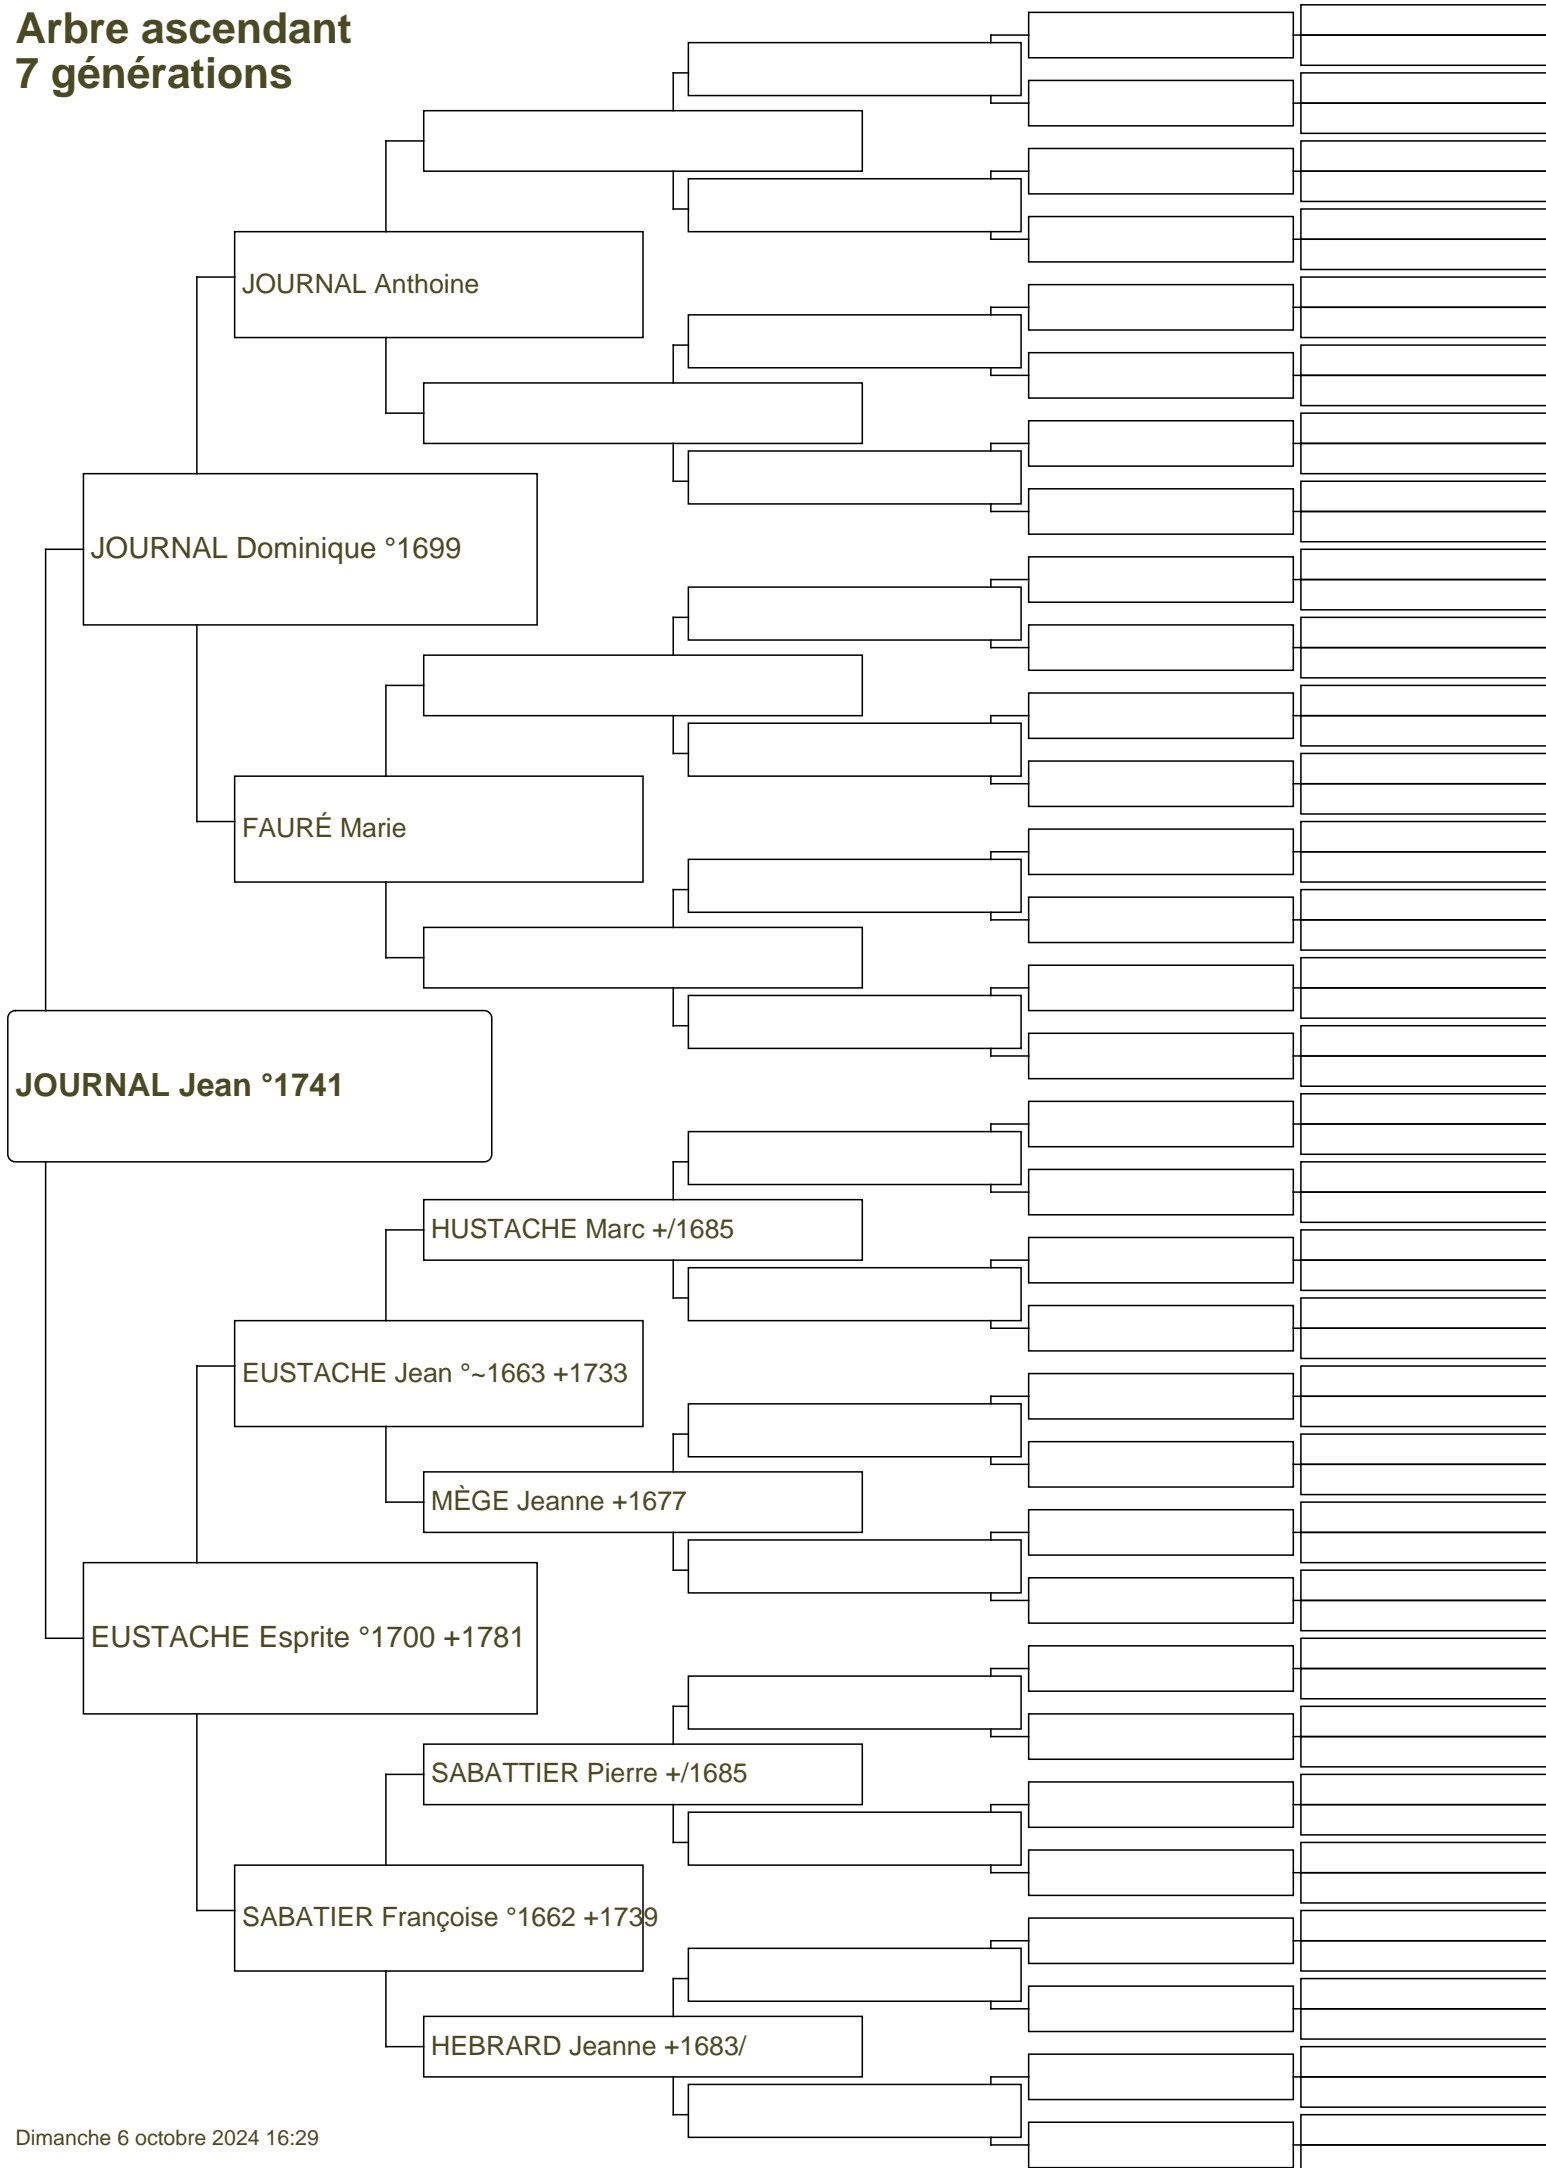 Arbre ascendant
7 générations
JOURNAL Anthoine
JOURNAL Dominique °1699
FAURÉ Marie
JOURNAL Jean °1741
HUSTACHE Marc +/1685
EUSTACHE Jean °~1663 +1733
MÈGE Jeanne +1677
EUSTACHE Esprite °1700 +1781
SABATTIER Pierre +/1685
SABATIER Françoise °1662 +1739
HEBRARD Jeanne +1683/
Dimanche 6 octobre 2024 16:29